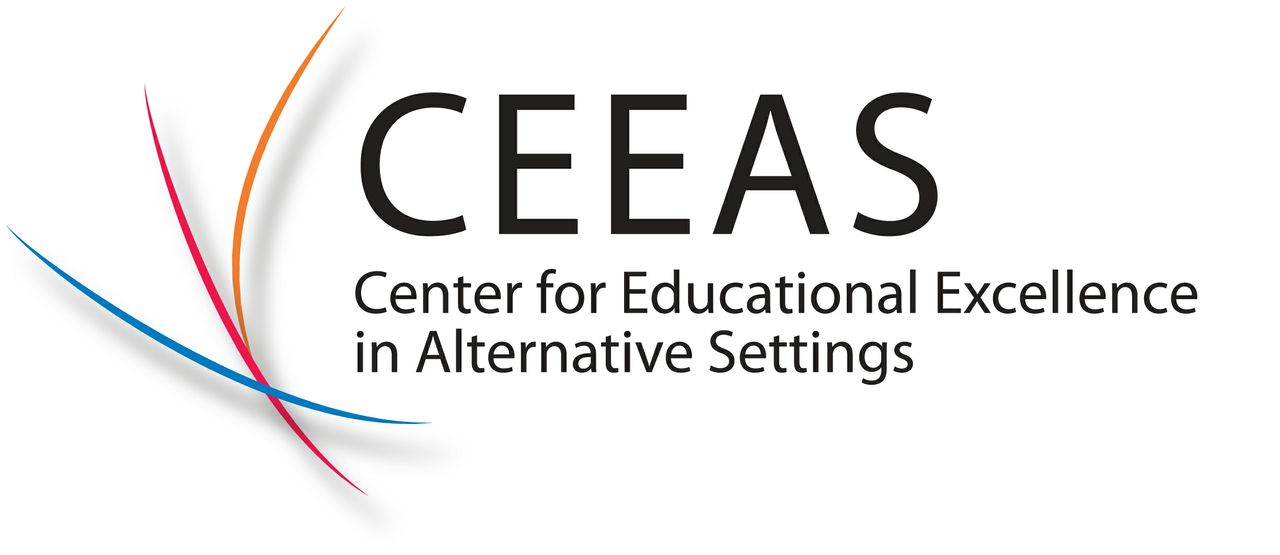 CEEAS
Center for Educational Excellence
in Alternative Settings